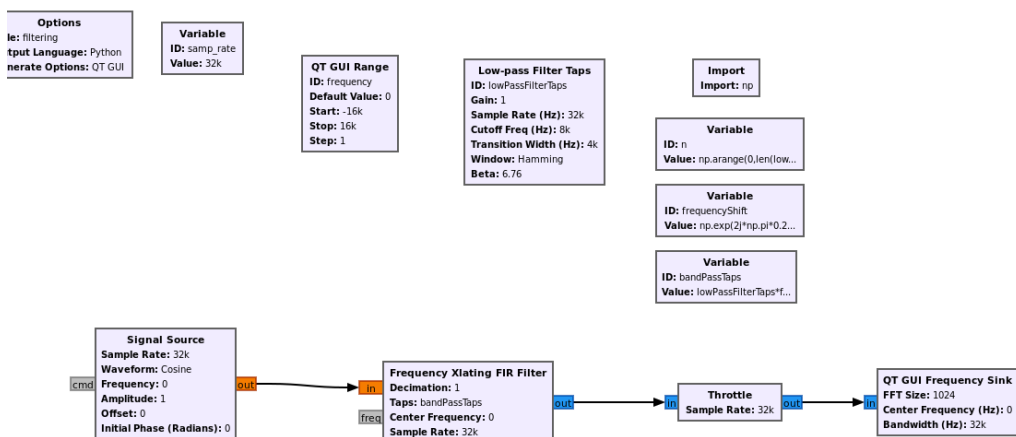 Options
le: filtering
tput Language: Python
nerate Options: QT GUI
Variable
ID: samp_rate
Value: 32k
QT GUI Range
ID: frequency
Default Value: 0
Start: -16k
Stop: 16k
Step: 1
Low-pass Filter Taps
ID: lowPassFilterTaps
Gain: 1
Sample Rate (Hz): 32k
Cutoff Freq (Hz): 8k
Transition Width (Hz): 4k
Window: Hamming
Beta: 6.76
Import
Import: np
Variable
ID: n
Value: np.arange(0,len(low...
Variable
ID: frequencyShift
Value: np.exp(2j*np.pi*0.2...
Variable
ID: bandPassTaps
Value: lowPassFilterTaps*f...
Signal Source
Sample Rate: 32k
Waveform: Cosine
Frequency: 0
Amplitude: 1
Offset: 0
Initial Phase (Radians): 0
cmd
out
Frequency Xlating FIR Filter
Decimation: 1
Taps: bandPassTaps
Center Frequency: 0
Sample Rate: 32k
in
freq
out
Throttle
Sample Rate: 32k
in
out
QT GUI Frequency Sink
FFT Size: 1024
Center Frequency (Hz): 0
Bandwidth (Hz): 32k
in